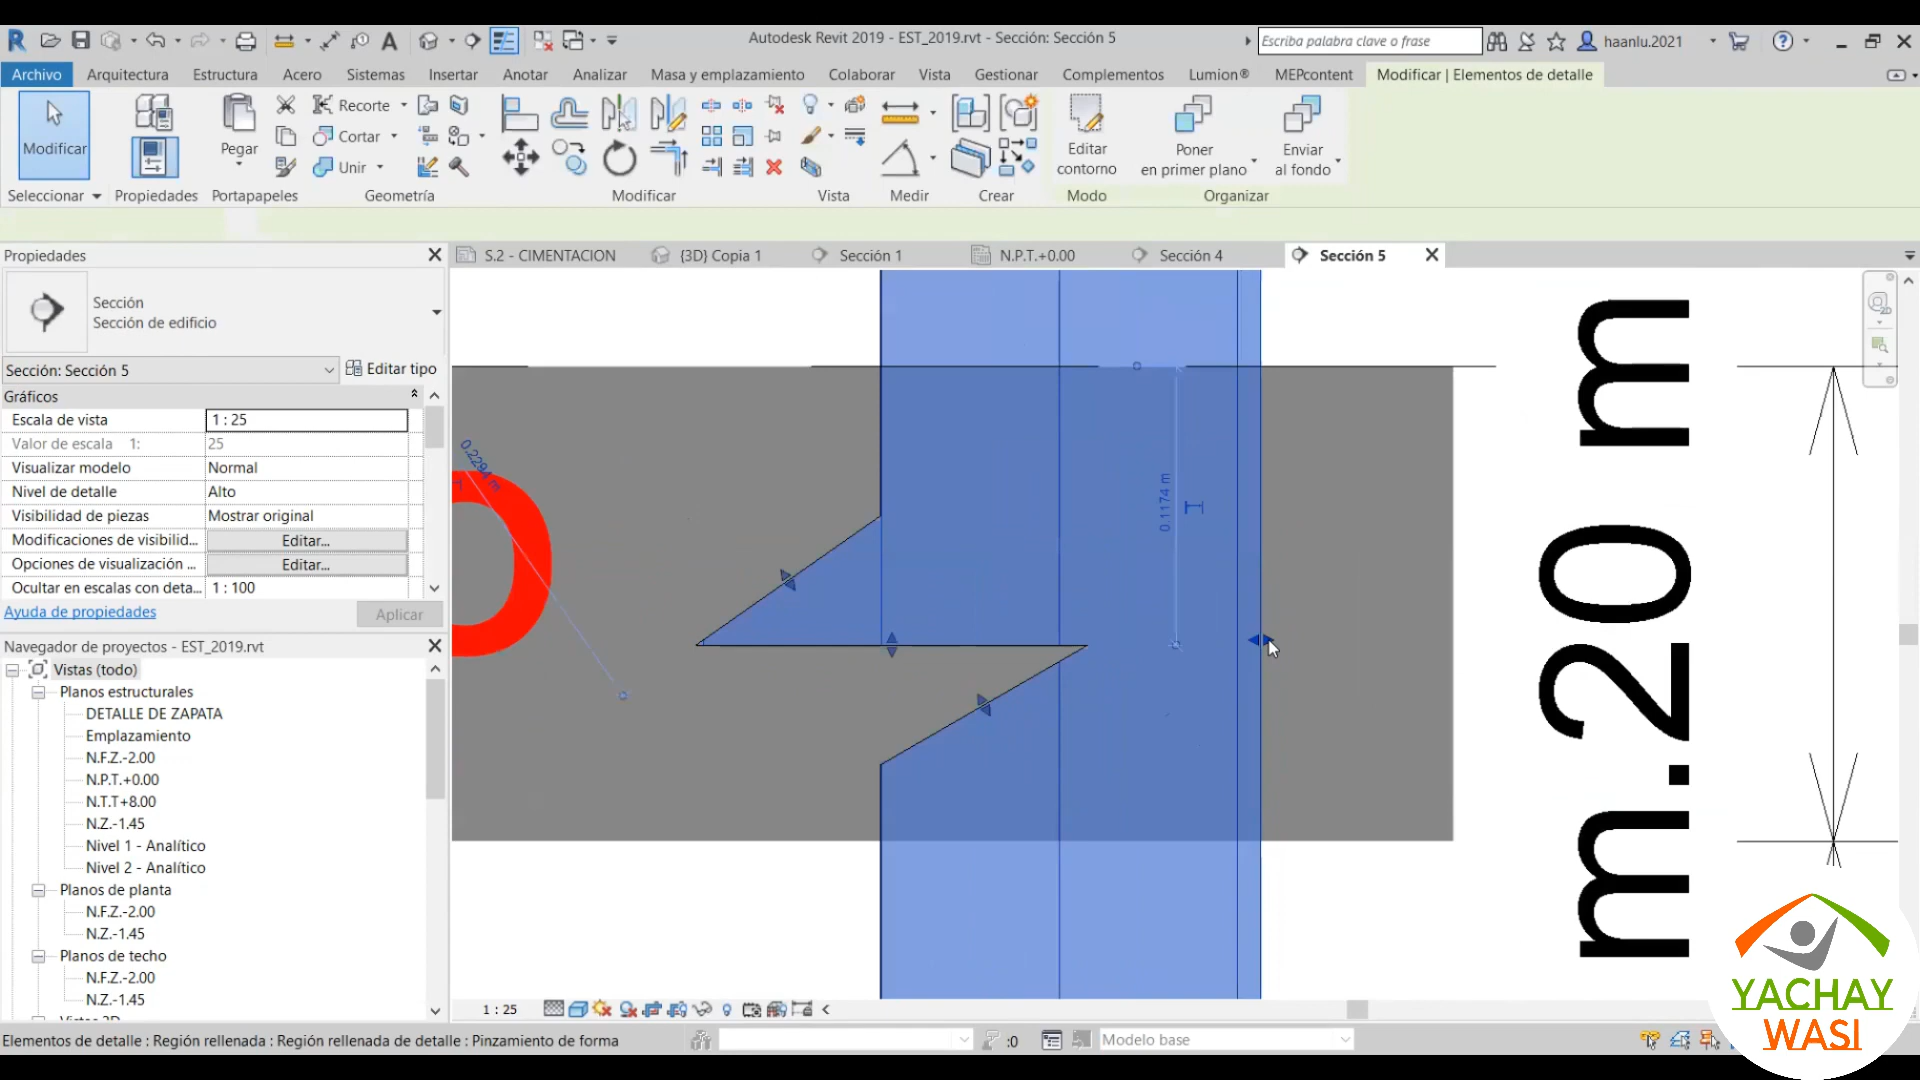 Autodesk Revit 2019 - EST_2019.rvt - Sección: Sección 5
Escriba palabra clave o frase
haanlu.2021
Archivo Arquitectura Estructura Acero Sistemas Insertar Anotar Analizar Masa y emplazamiento Colaborar Vista Gestionar Complementos Lumion® MEPcontent Modificar | Elementos de detalle
Modificar
Pegar
Recorte
Cortar
Unir
Editar contorno
Poner en primer plano
Enviar al fondo
Seleccionar Propiedades Portapapeles Geometría Modificar Vista Medir Crear Modo Organizar
Propiedades
S.2 - CIMENTACION {3D} Copia 1 Sección 1 N.P.T.+0.00 Sección 4 Sección 5
Sección
Sección de edificio
Sección: Sección 5 Editar tipo
Gráficos
Escala de vista 1 : 25
Valor de escala 1: 25
Visualizar modelo Normal
Nivel de detalle Alto
Visibilidad de piezas Mostrar original
Modificaciones de visibilid... Editar...
Opciones de visualización ... Editar...
Ocultar en escalas con deta... 1 : 100
Ayuda de propiedades Aplicar
Navegador de proyectos - EST_2019.rvt
Vistas (todo)
Planos estructurales
DETALLE DE ZAPATA
Emplazamiento
N.F.Z.-2.00
N.P.T.+0.00
N.T.T+8.00
N.Z.-1.45
Nivel 1 - Analítico
Nivel 2 - Analítico
Planos de planta
N.F.Z.-2.00
N.Z.-1.45
Planos de techo
N.F.Z.-2.00
N.Z.-1.45
0.2294 m
0.1174 m
m.20 m
1 : 25
YACHAY
WASI
Elementos de detalle : Región rellenada : Región rellenada de detalle : Pinzamiento de forma
:0
Modelo base